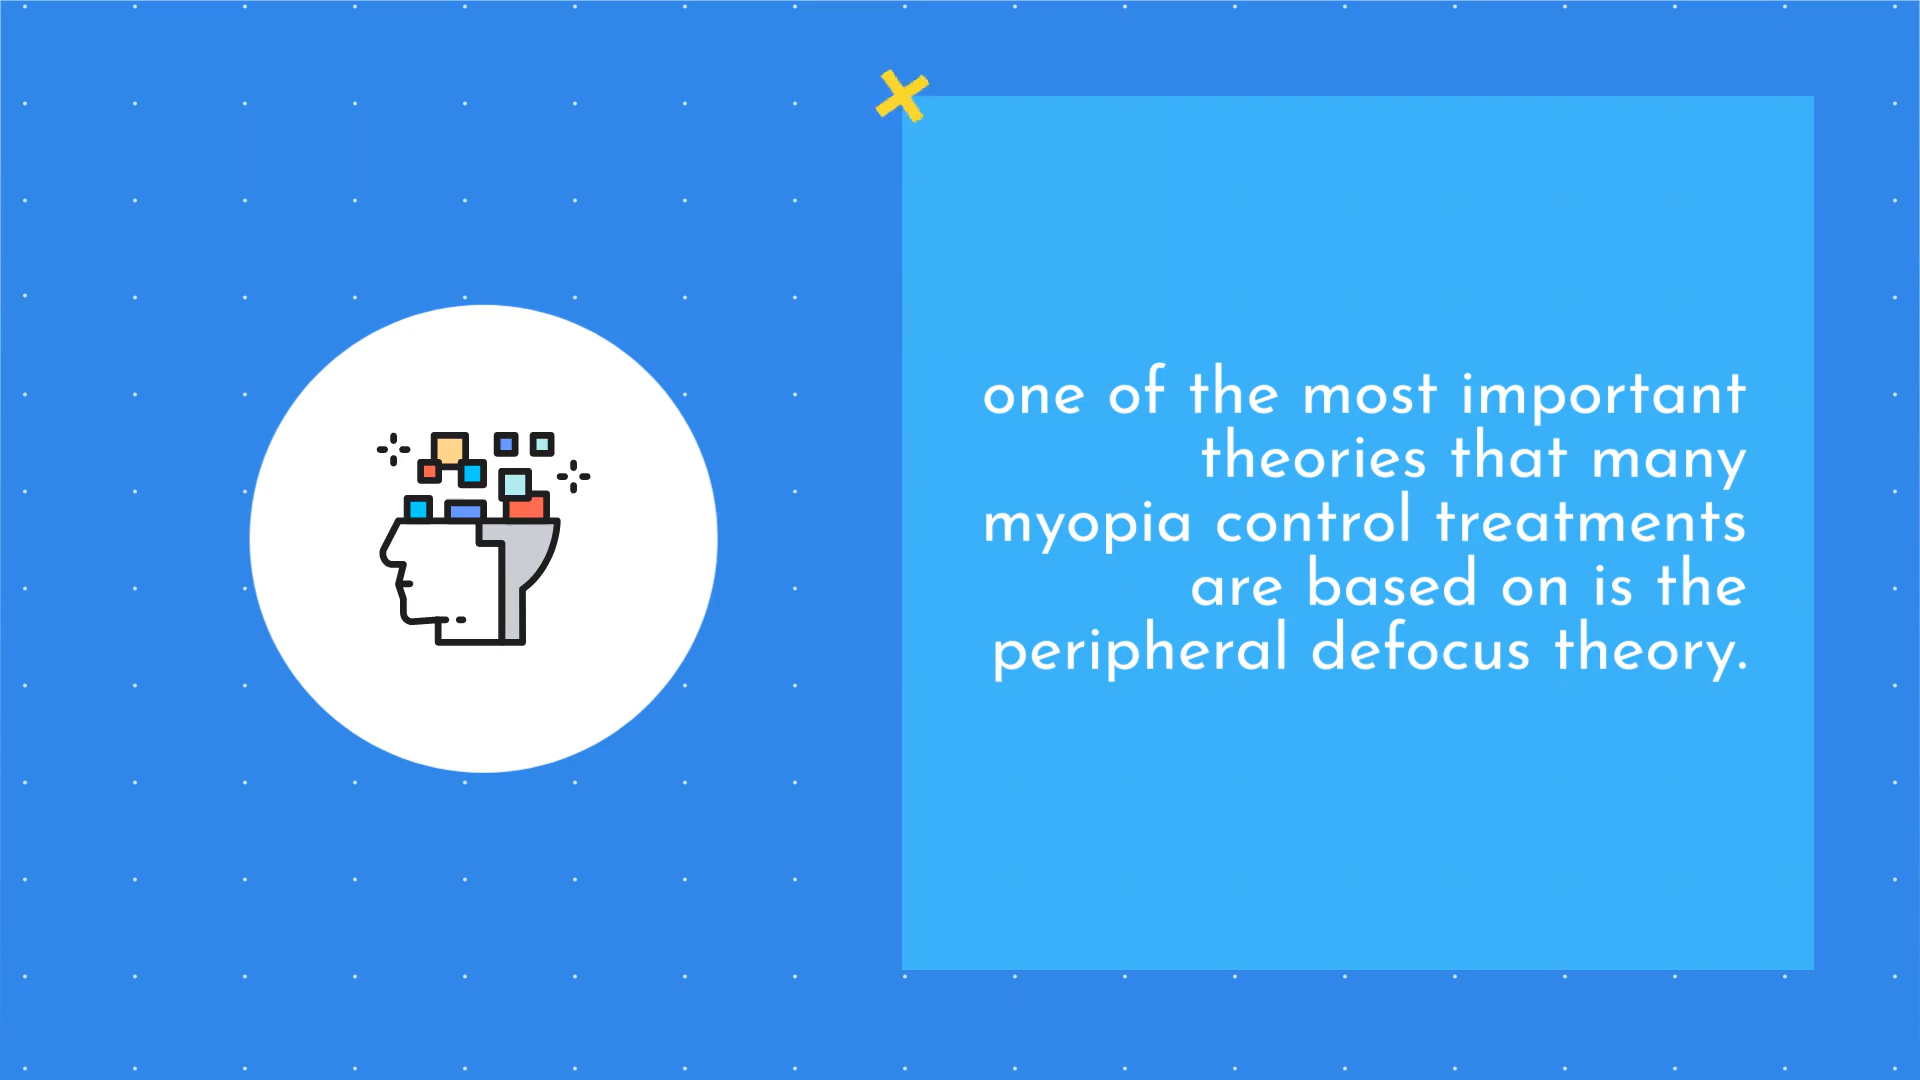 one of the most important
theories that many
myopia control treatments
are based on is the
peripheral defocus theory.